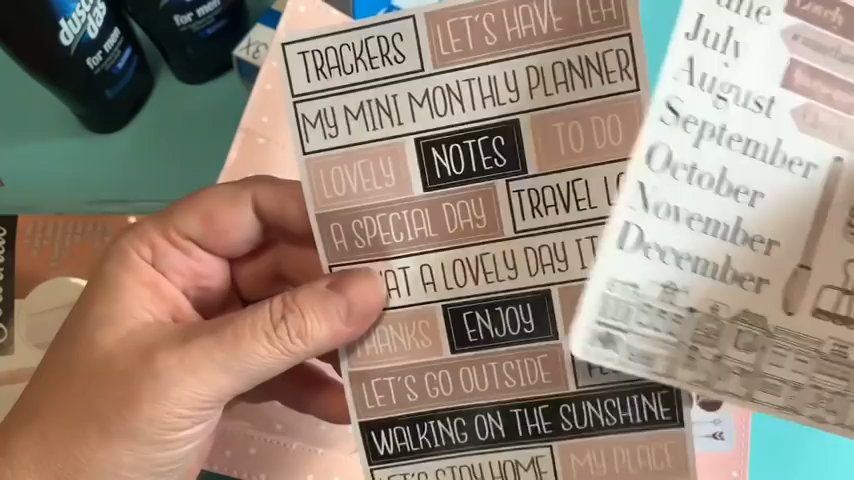 dusch
das
for men
for men
TRACKERS
LET'S HAVE TEA
MY MINI MONTHLY PLANNER
LOVELY
NOTES
TO DO
A SPECIAL DAY
TRAVEL
A LOVELY DAY IT
THANKS
ENJOY
LET'S GO OUTSIDE
WALKING ON THE SUNSHINE
LET'S STAY HOME
MY PLACE
July
August
September
October
November
December